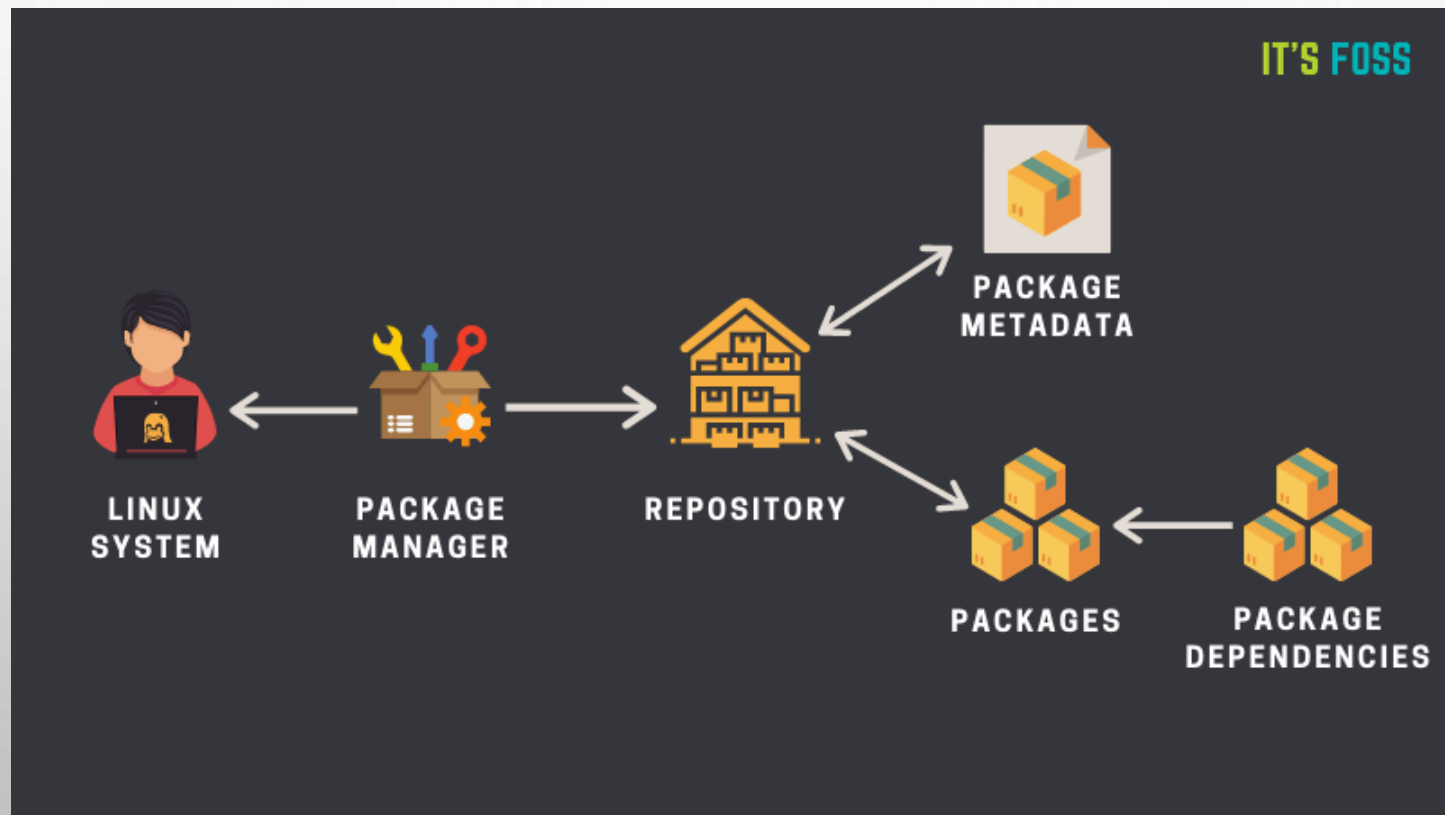 IT'S FOSS
PACKAGE
METADATA
LINUX
SYSTEM
PACKAGE
MANAGER
REPOSITORY
PACKAGES
PACKAGE
DEPENDENCIES